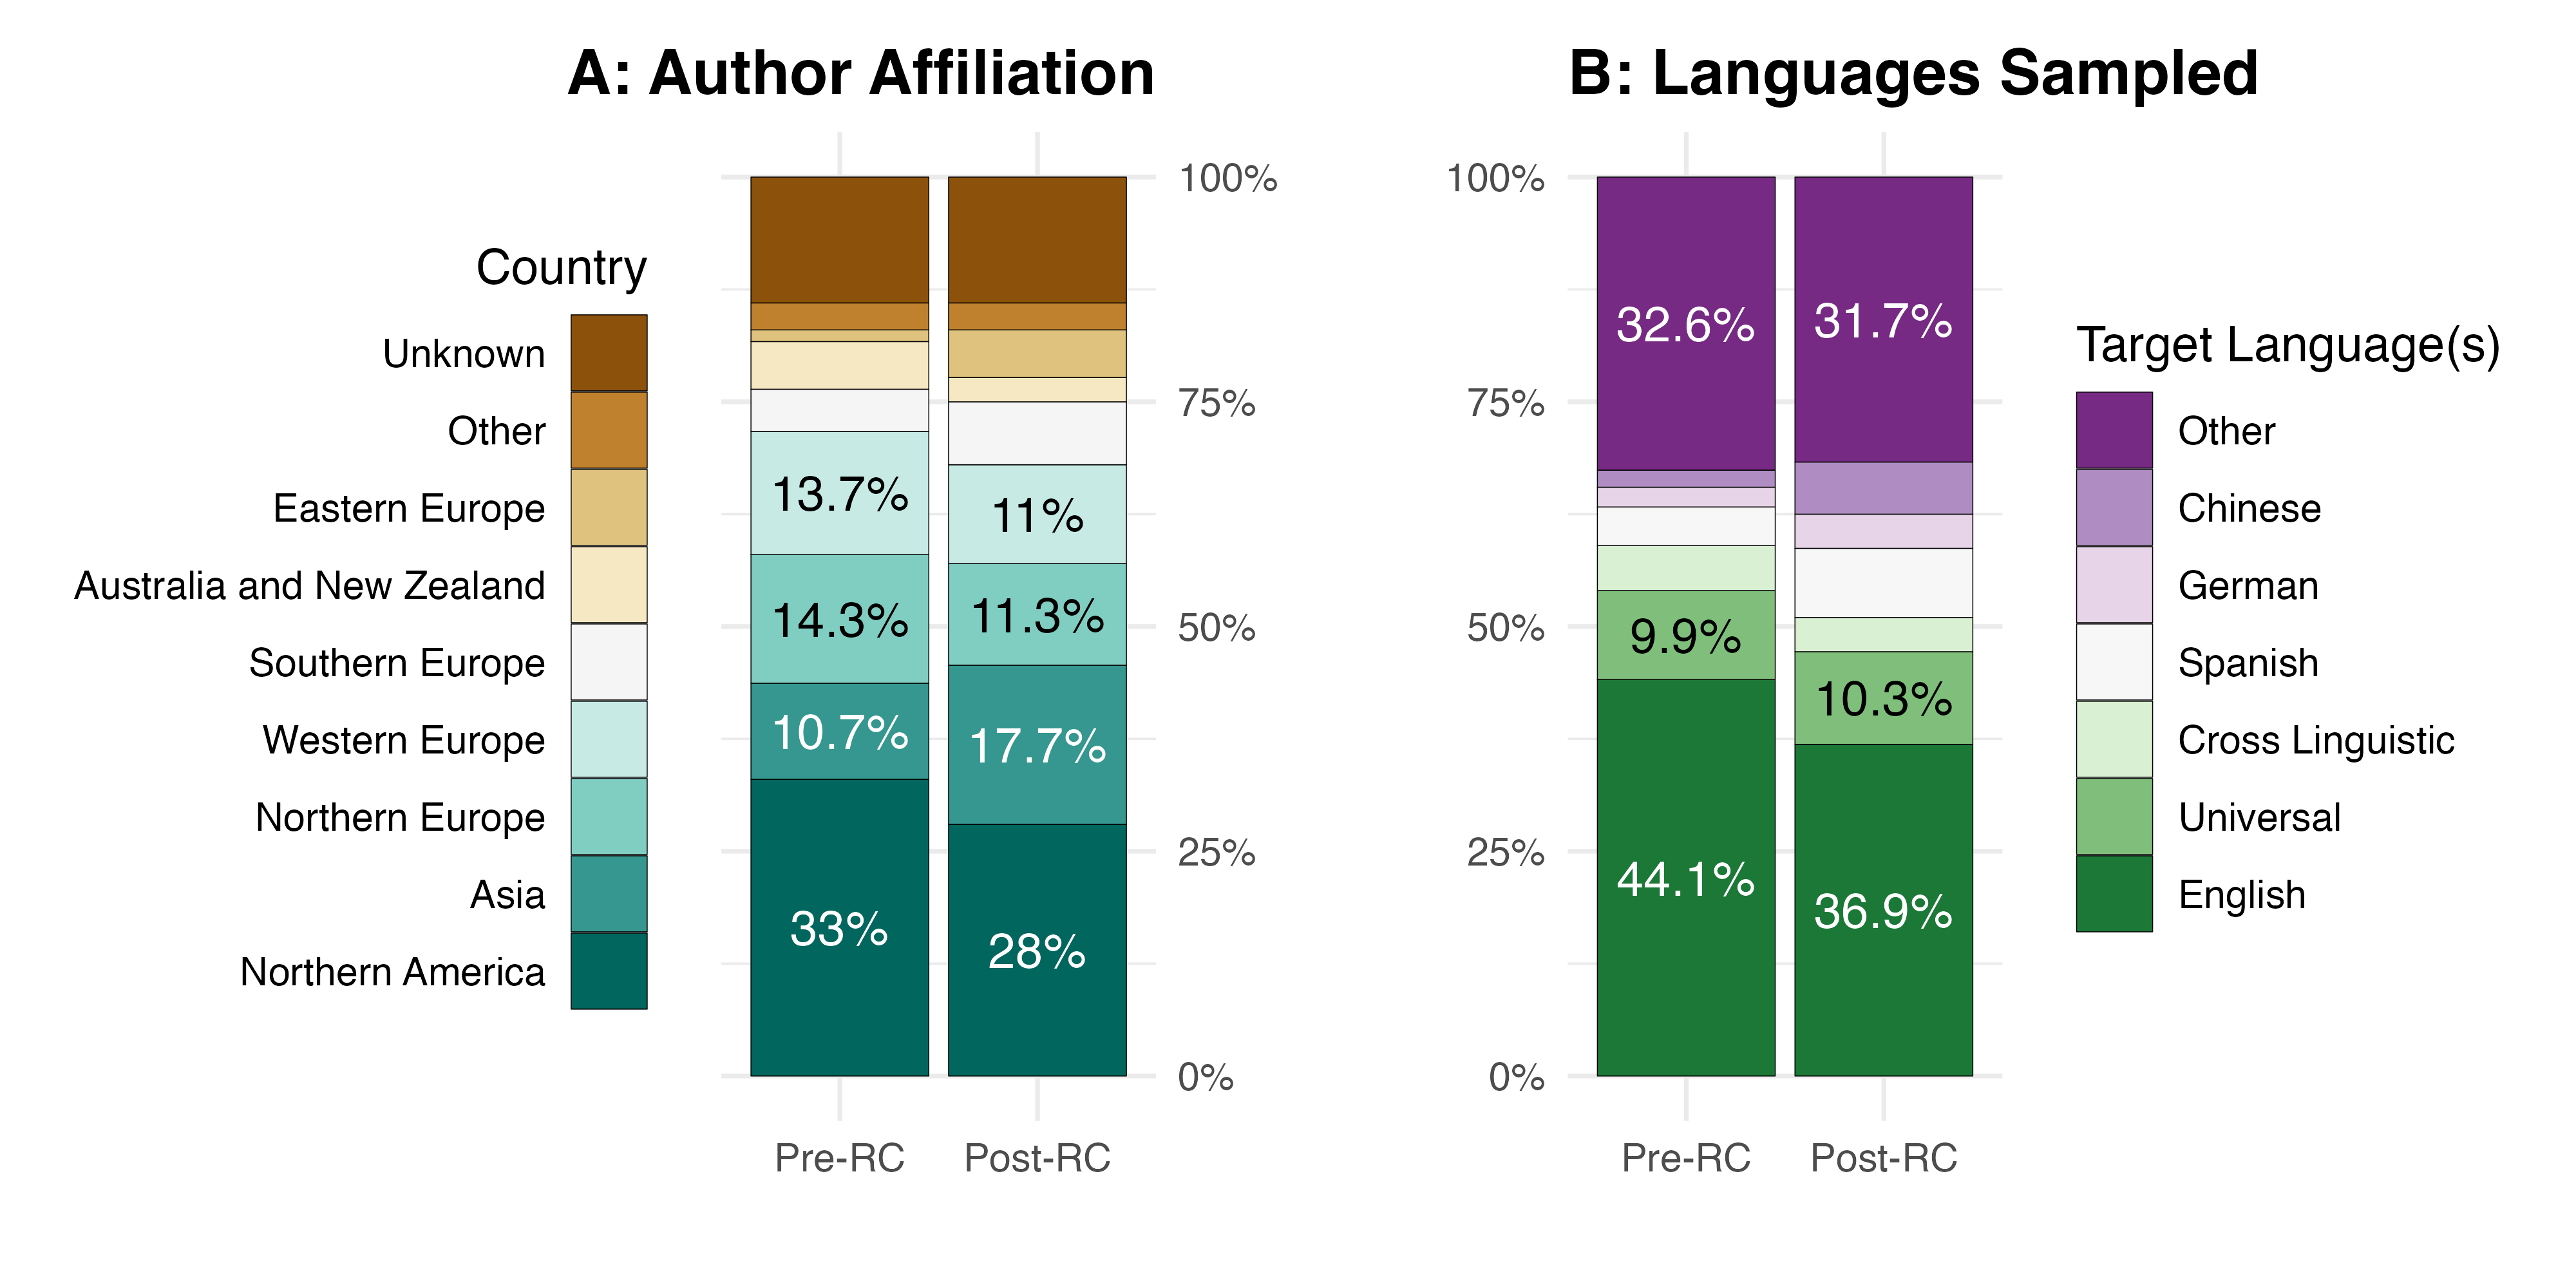 A: Author Affiliation
Country
Unknown
Other
Eastern Europe
Australia and New Zealand
Southern Europe
Western Europe
Northern Europe
Asia
Northern America
13.7%
14.3%
10.7%
33%
11%
11.3%
17.7%
28%
100%
75%
50%
25%
0%
Pre-RC
Post-RC
B: Languages Sampled
100%
75%
50%
25%
0%
32.6%
9.9%
44.1%
31.7%
10.3%
36.9%
Pre-RC
Post-RC
Target Language(s)
Other
Chinese
German
Spanish
Cross Linguistic
Universal
English